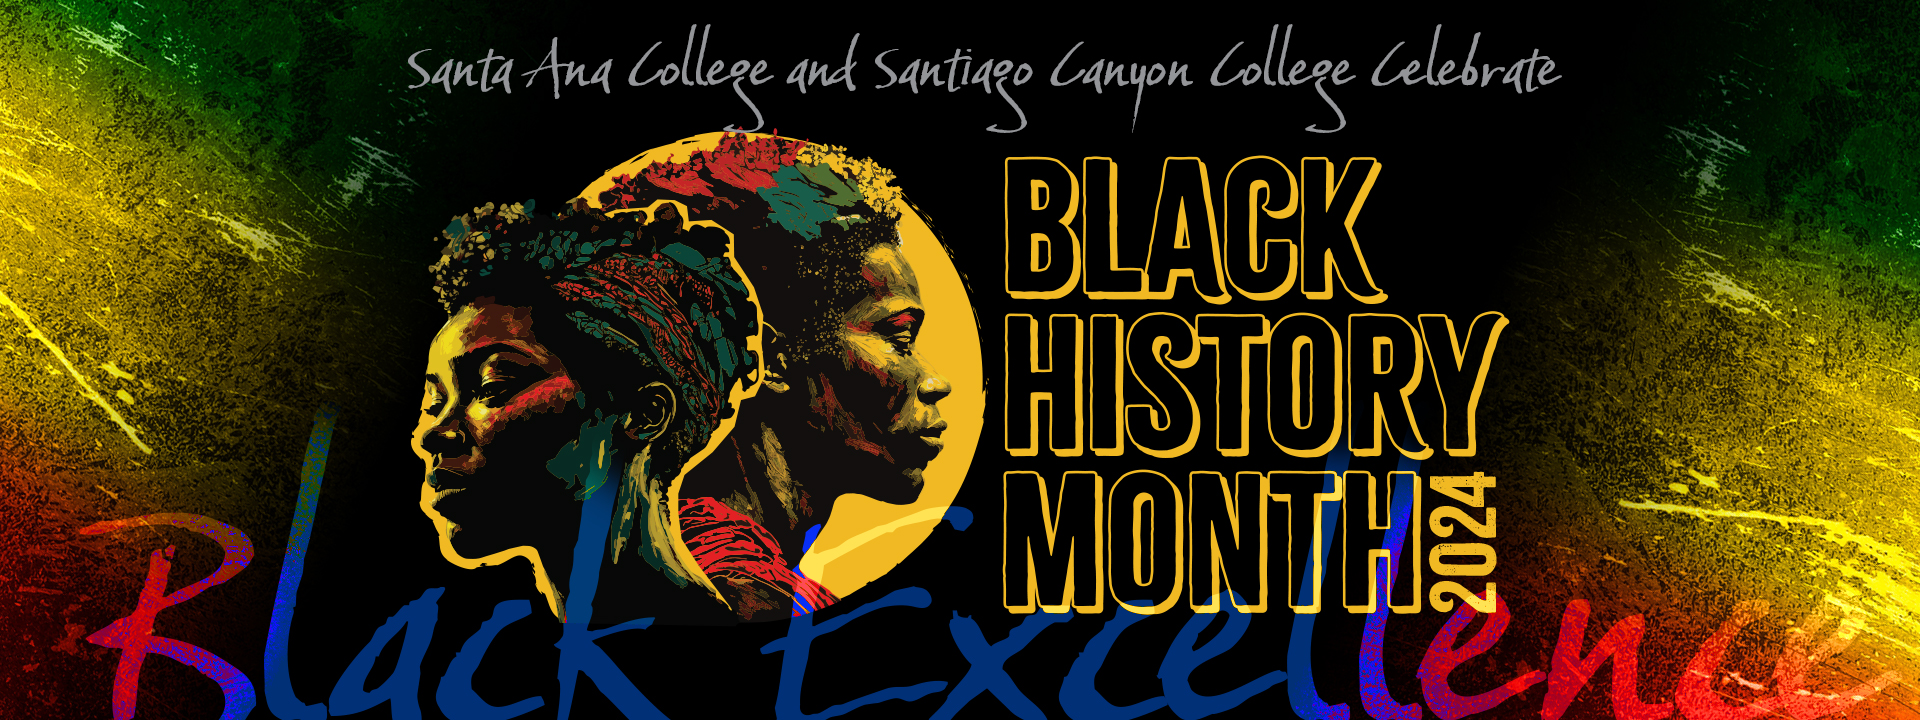 Santa Ana College and Santiago Canyon College Celebrate
BLACK
HISTORY
MONTH
2024
Black Excellence